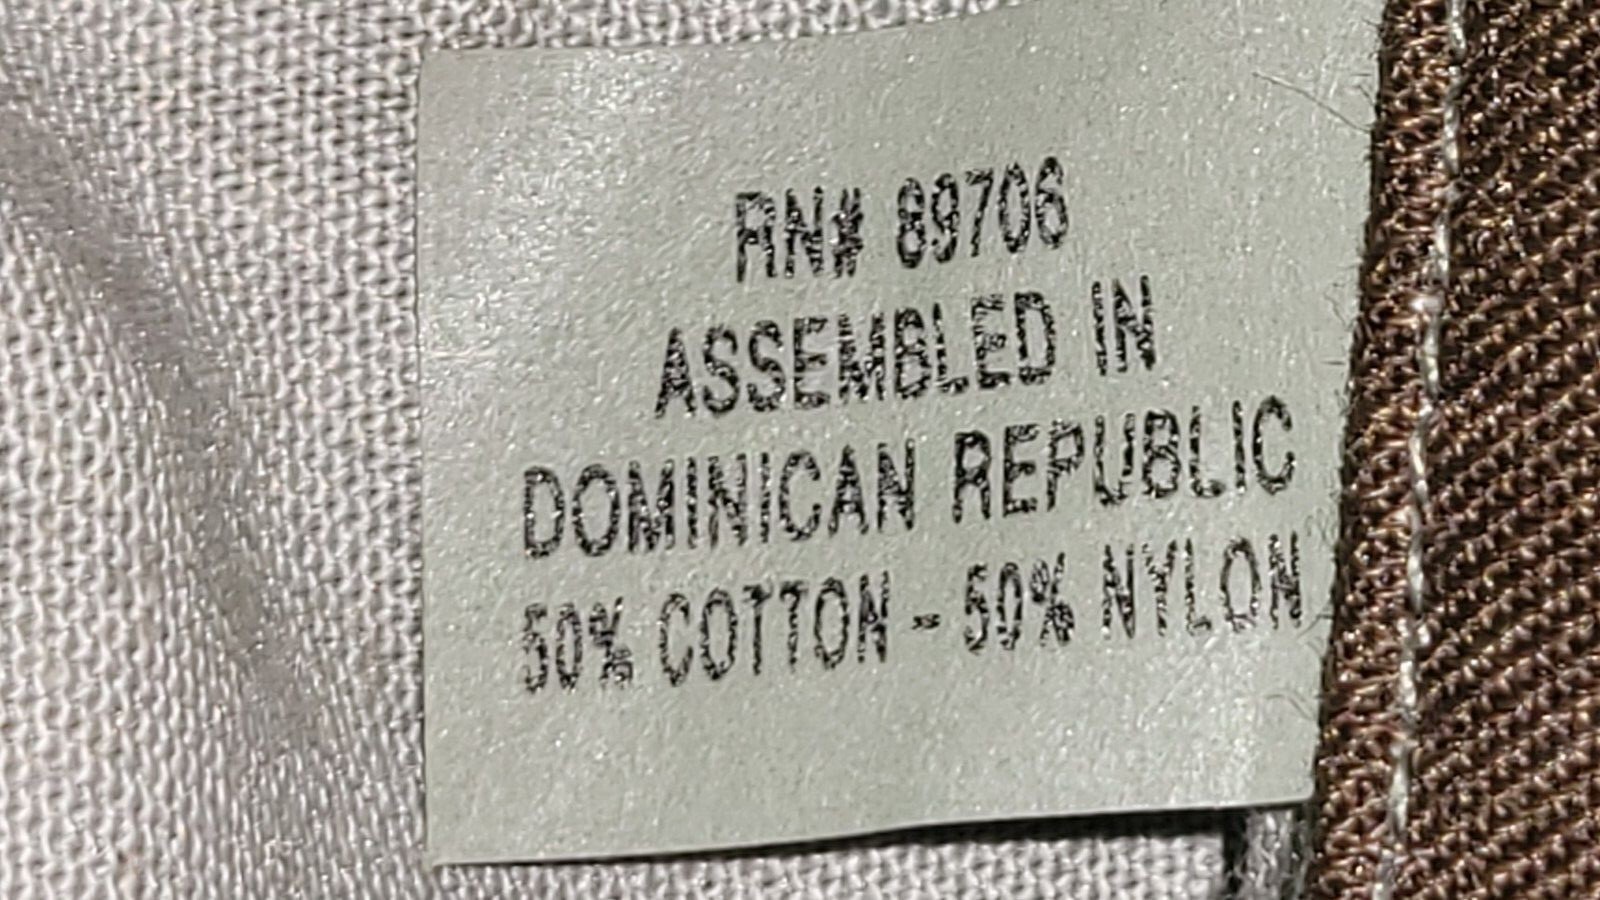 RN# 89706
ASSEMBLED IN
DOMINICAN REPUBLIC
50% COTTON - 50% NYLON